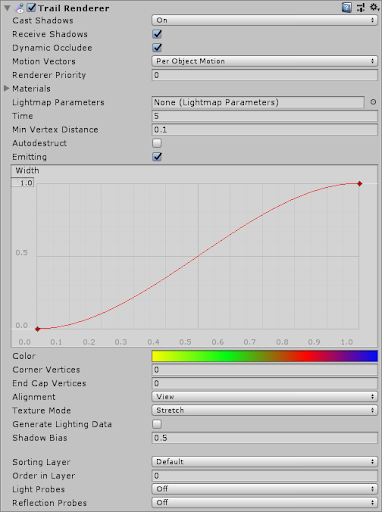 Trail Renderer
Cast Shadows On
Receive Shadows
Dynamic Occludee
Motion Vectors Per Object Motion
Renderer Priority 0
Materials
Lightmap Parameters None (Lightmap Parameters)
Time 5
Min Vertex Distance 0.1
Autodestruct
Emitting
Width
1.0
0.5
0.0
0.0 0.1 0.2 0.3 0.4 0.5 0.6 0.7 0.8 0.9 1.0
Color
Corner Vertices 0
End Cap Vertices 0
Alignment View
Texture Mode Stretch
Generate Lighting Data
Shadow Bias 0.5
Sorting Layer Default
Order in Layer 0
Light Probes Off
Reflection Probes Off